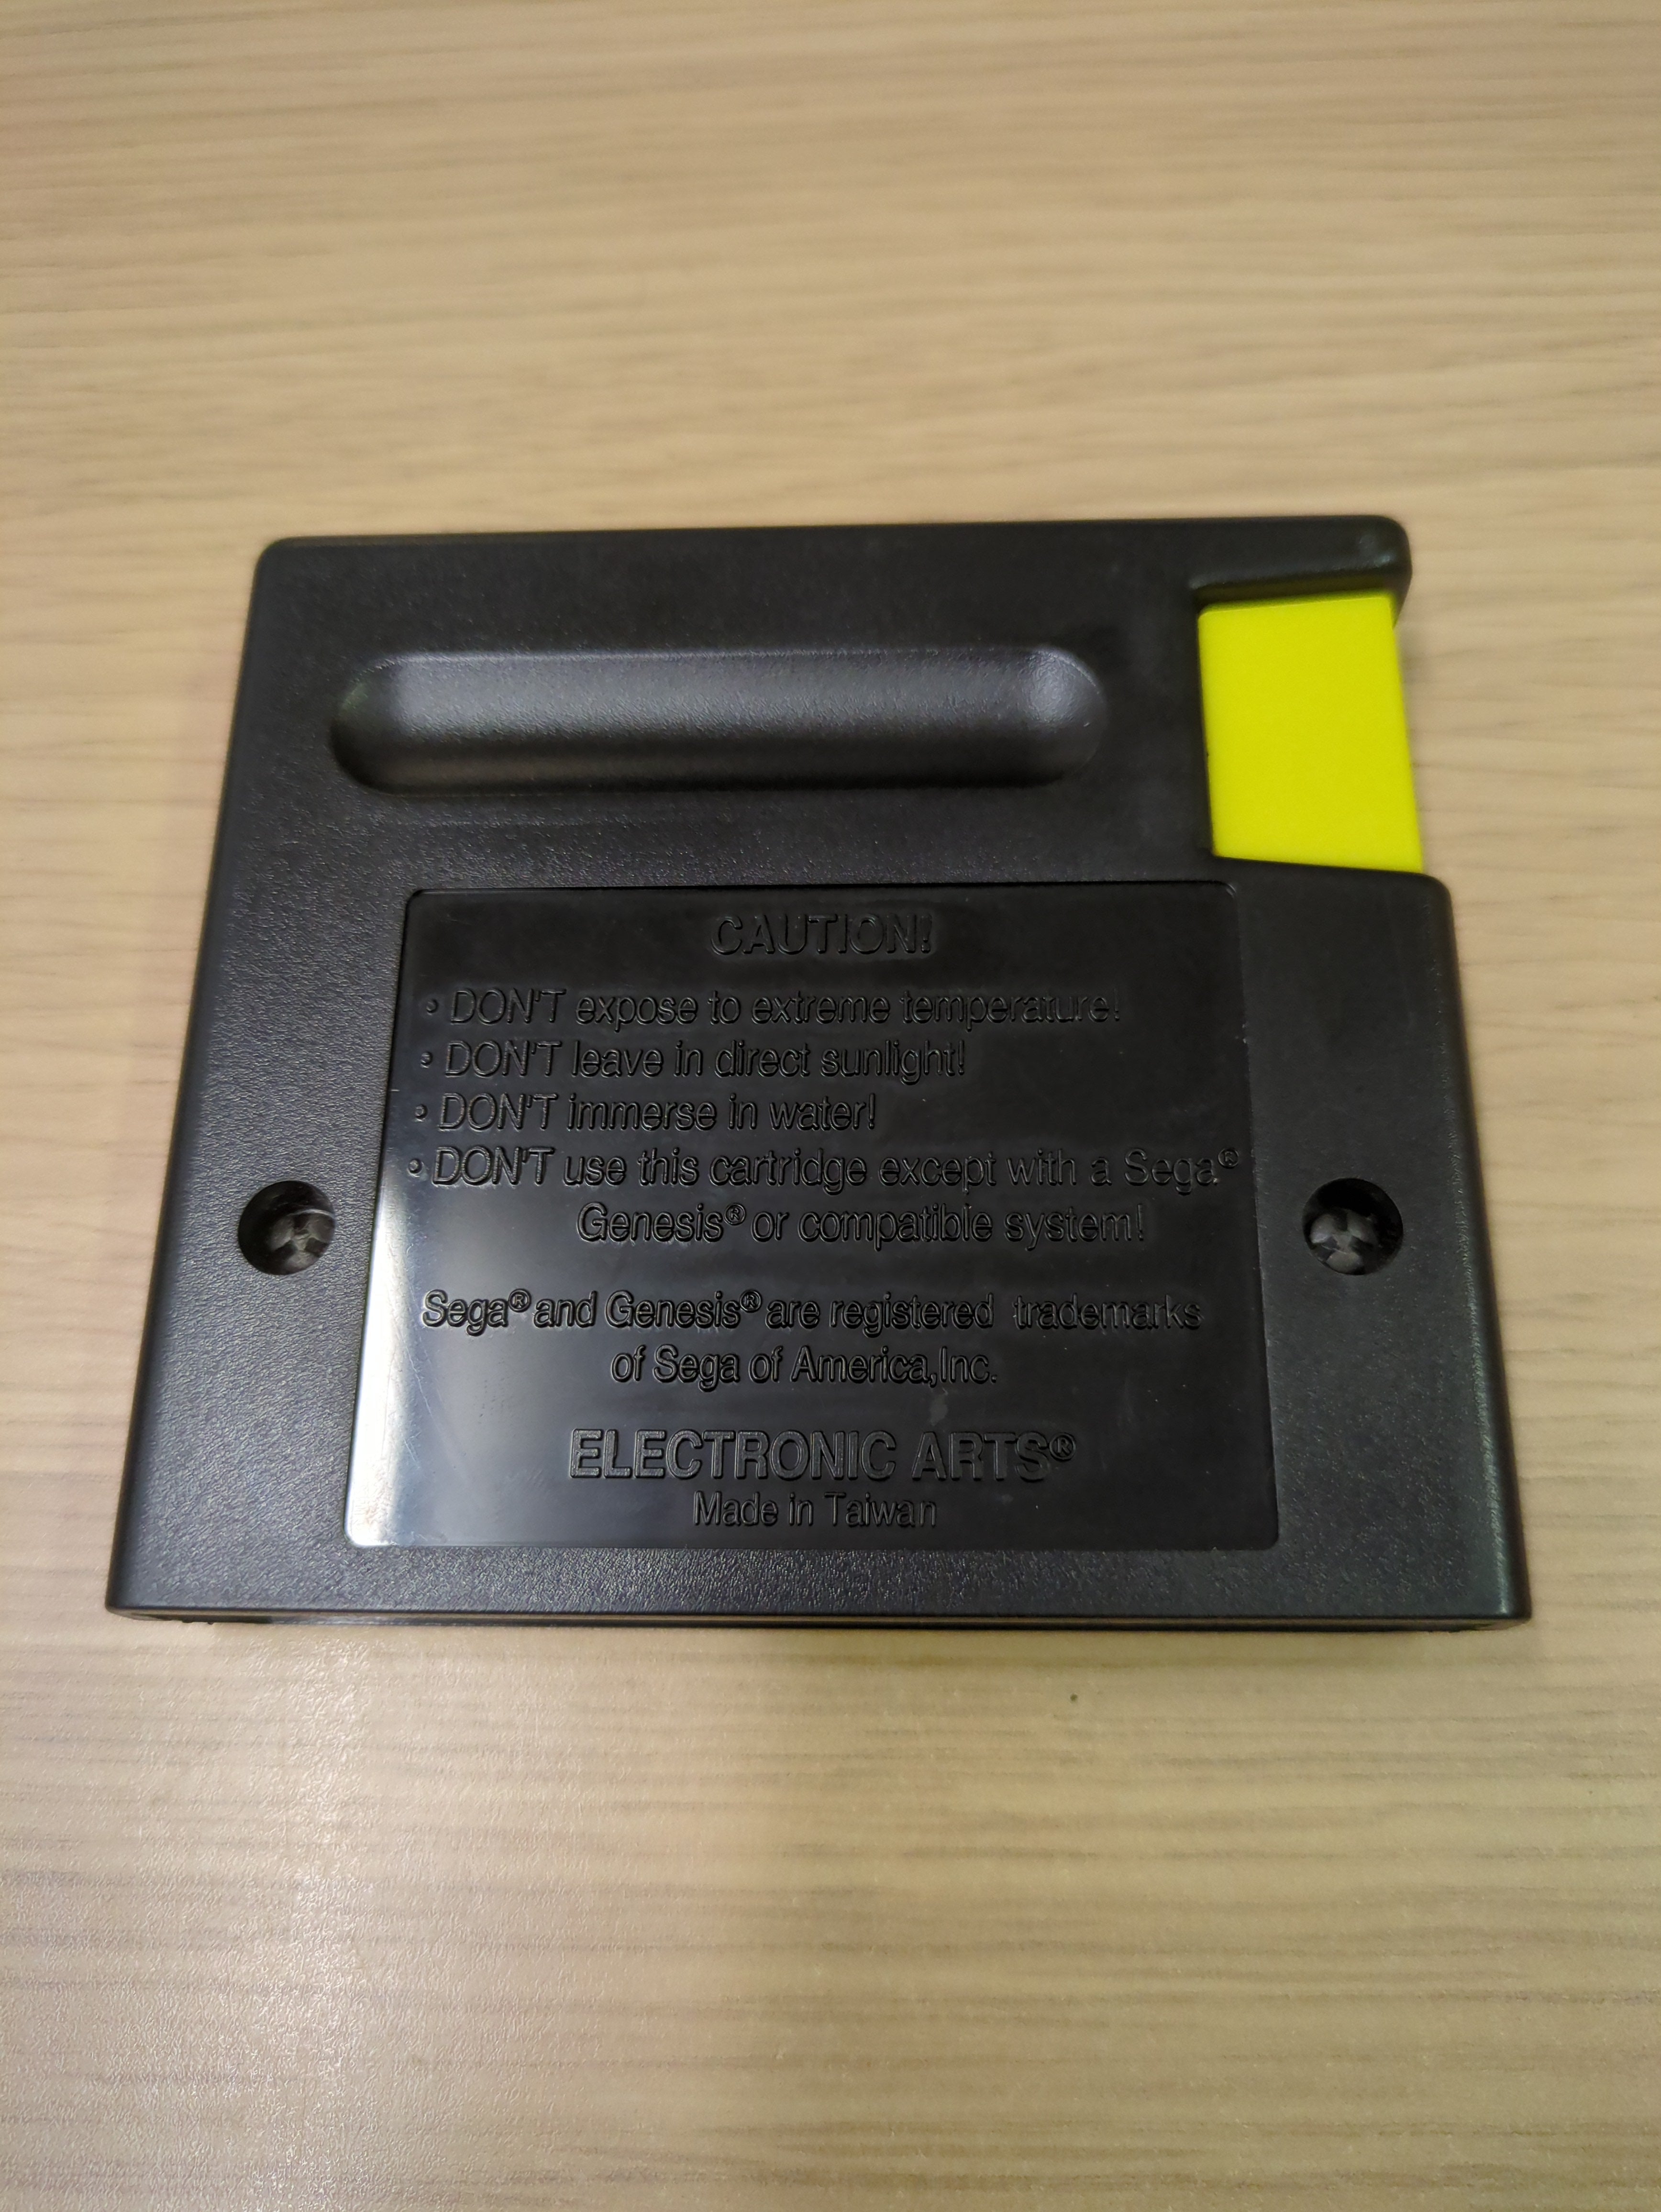 CAUTION!
• DON'T expose to extreme temperature!
• DON'T leave in direct sunlight!
• DON'T immerse in water!
• DON'T use this cartridge except with a Sega®
Genesis® or compatible system!
Sega® and Genesis® are registered trademarks
of Sega of America,Inc.
ELECTRONIC ARTS®
Made in Taiwan